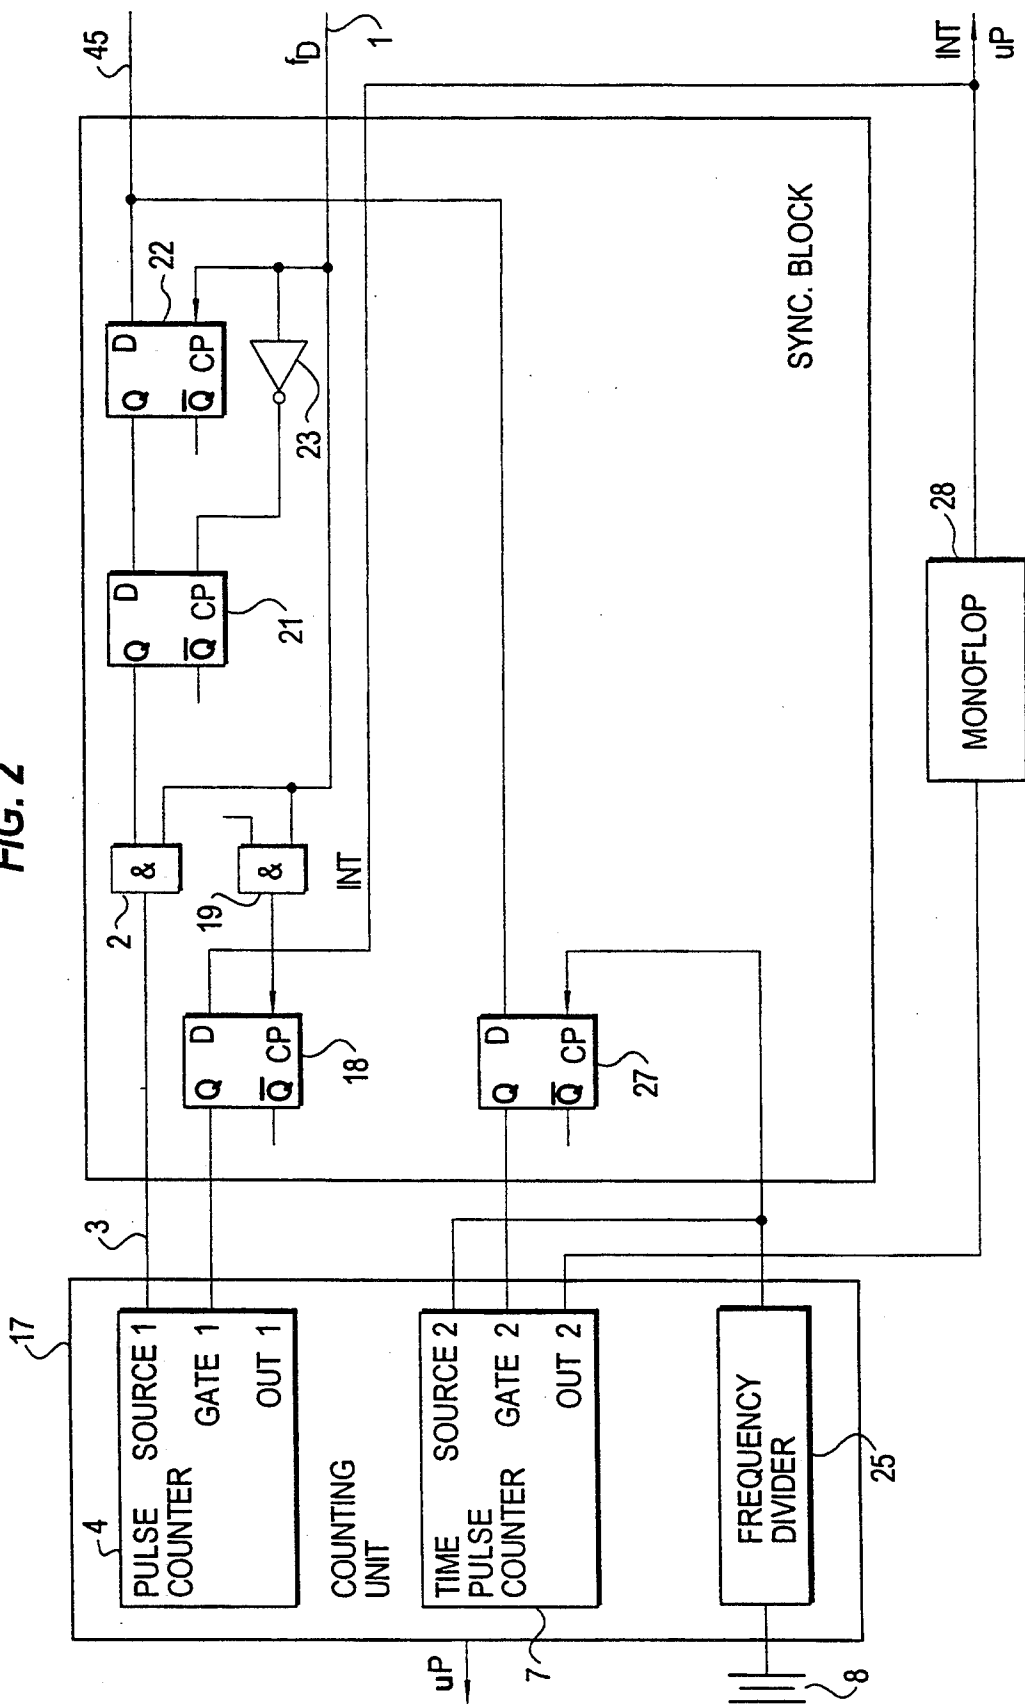 FIG. 2
17
4
PULSE
COUNTER
SOURCE 1
GATE 1
OUT 1
COUNTING
UNIT
uP
TIME
PULSE
COUNTER
SOURCE 2
GATE 2
OUT 2
7
FREQUENCY
DIVIDER
25
8
3
2
&
19
&
INT
Q
D
Q
CP
18
Q
D
Q
CP
27
Q
D
Q
CP
21
Q
D
Q
CP
22
23
45
fD
1
SYNC. BLOCK
MONOFLOP
28
INT
uP